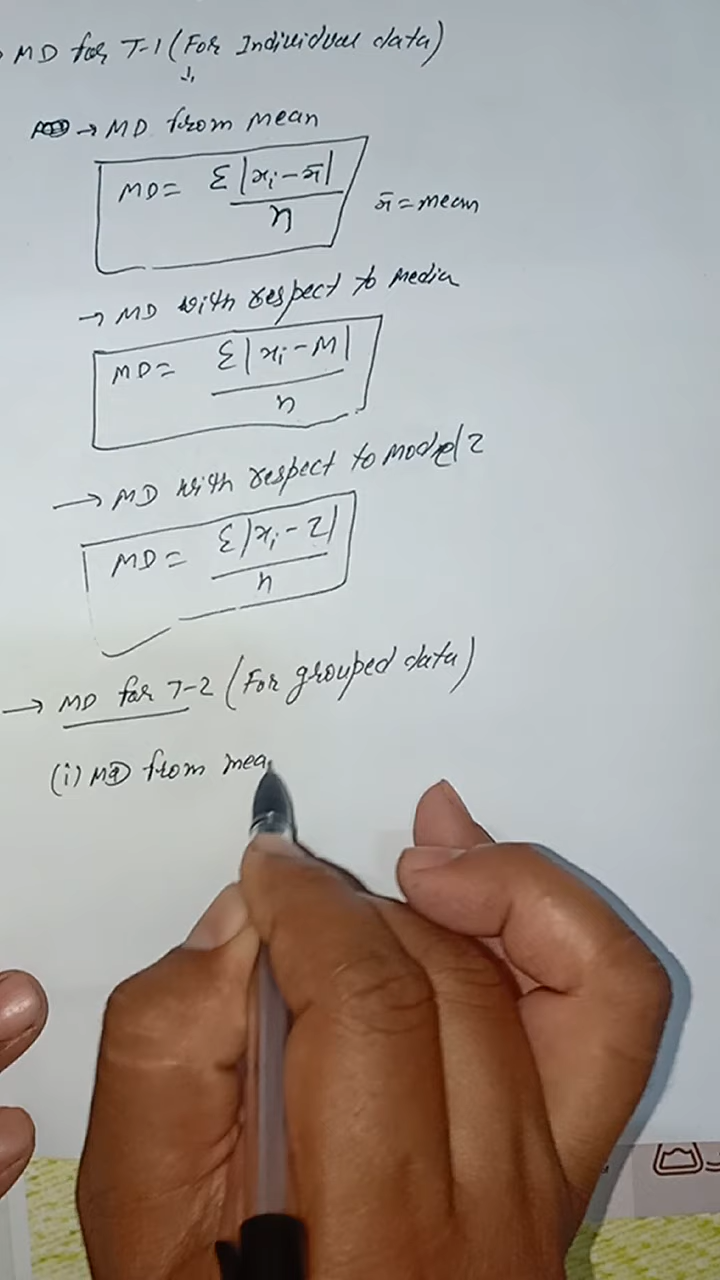 MD for T-1 (For Individual data)
→ MD from mean
MD = Σ|xi - x̄| / n
x̄ = mean
→ MD with respect to media
MD = Σ|xi - M| / n
→ MD with respect to mode/Z
MD = Σ|xi - Z| / n
→ MD for T-2 (For grouped data)
(i) MD from mea